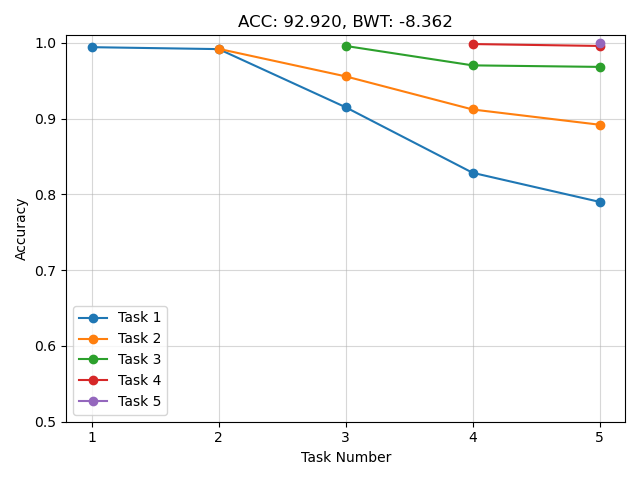 ACC: 92.920, BWT: -8.362
1.0
0.9
0.8
0.7
0.6
0.5
Accuracy
Task 1
Task 2
Task 3
Task 4
Task 5
1 2 3 4 5
Task Number